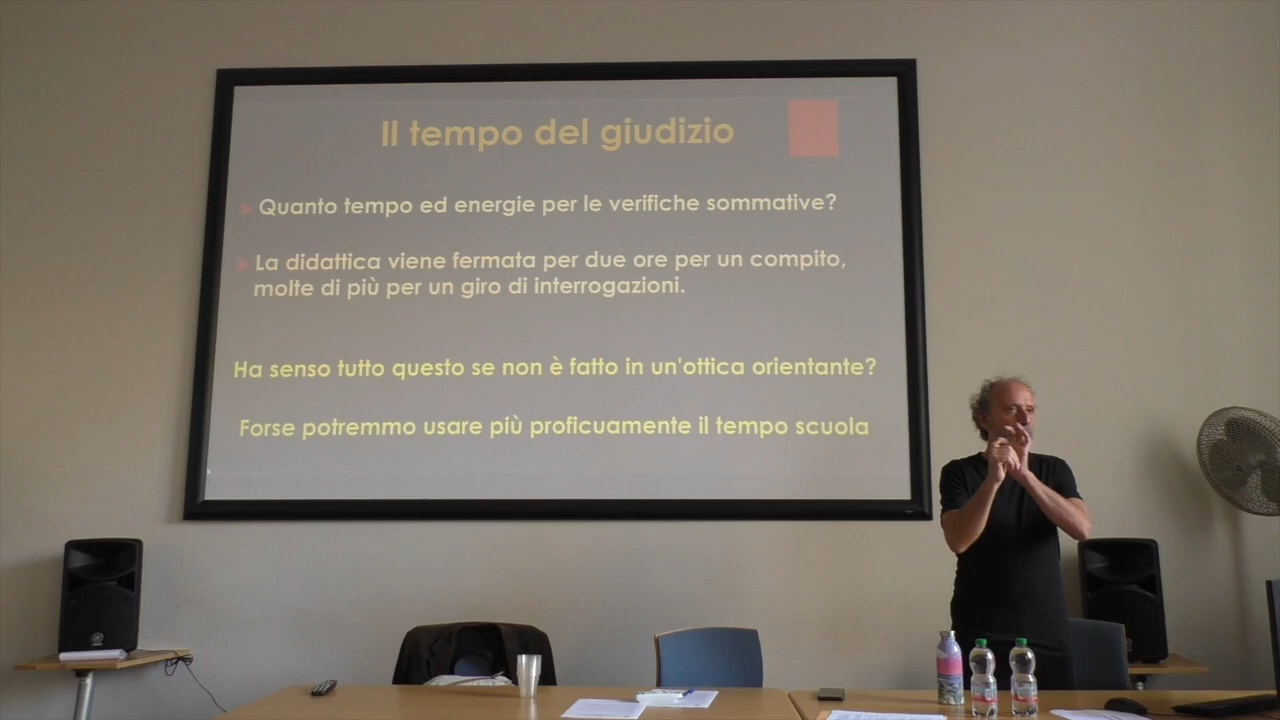 Il tempo del giudizio
Quanto tempo ed energie per le verifiche sommative?
La didattica viene fermata per due ore per un compito,
molte di più per un giro di interrogazioni.
Ha senso tutto questo se non è fatto in un'ottica orientante?
Forse potremmo usare più proficuamente il tempo scuola